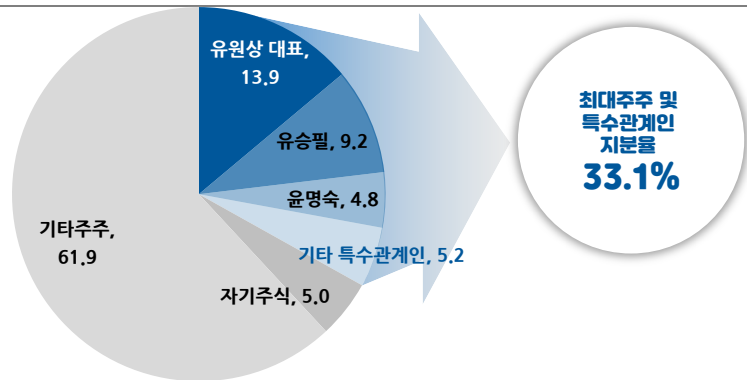 유원상 대표,
13.9
유승필, 9.2
윤명숙, 4.8
기타 특수관계인, 5.2
자기주식, 5.0
기타주주,
61.9
최대주주 및
특수관계인
지분율
33.1%